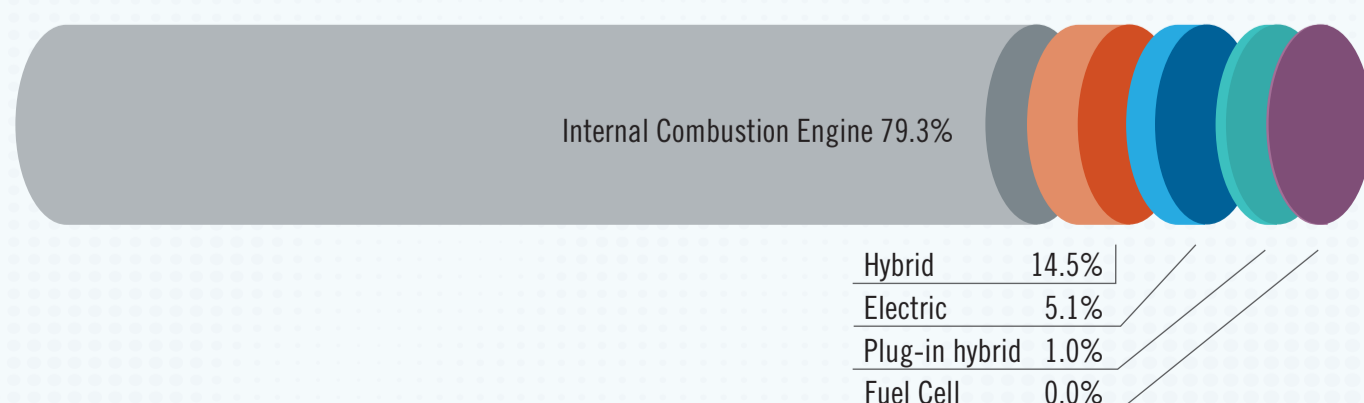 Internal Combustion Engine 79.3%
Hybrid 14.5%
Electric 5.1%
Plug-in hybrid 1.0%
Fuel Cell 0.0%